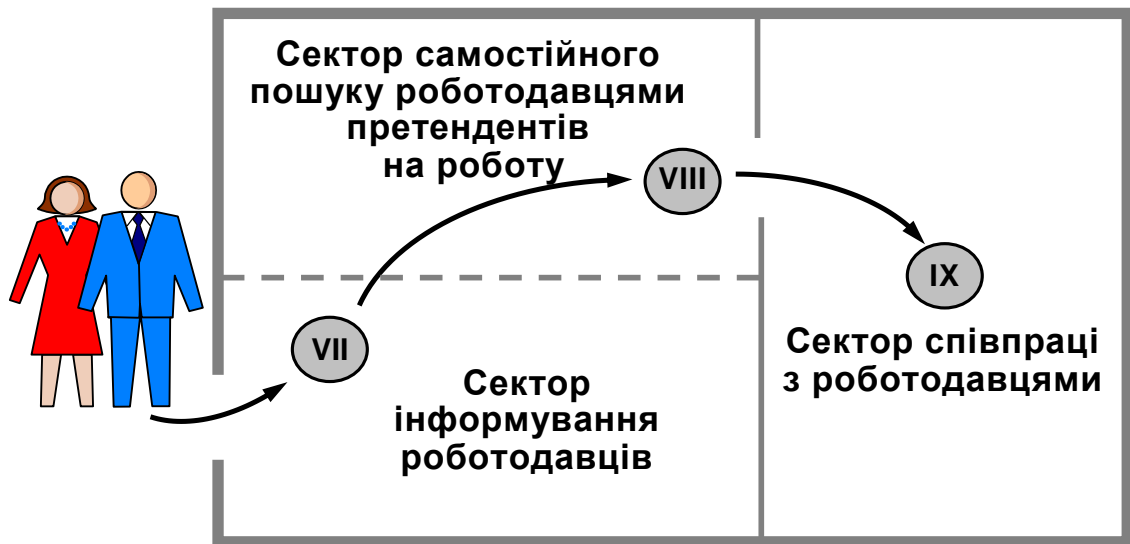 Сектор самостійного
пошуку роботодавцями
претендентів
на роботу
VIII
IX
VII
Сектор співпраці
з роботодавцями
Сектор
інформування
роботодавців